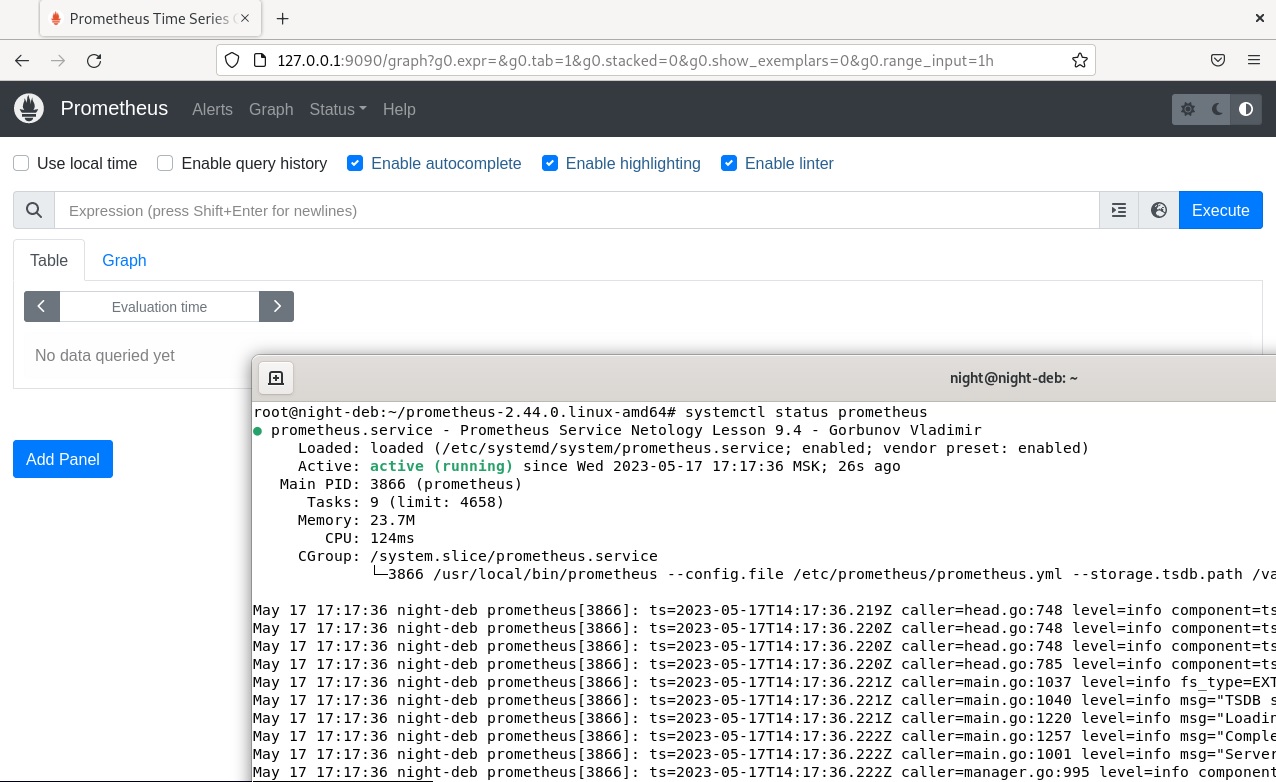 Prometheus Time Series
127.0.0.1:9090/graph?g0.expr=&g0.tab=1&g0.stacked=0&g0.show_exemplars=0&g0.range_input=1h
Prometheus Alerts Graph Status Help
Use local time Enable query history Enable autocomplete Enable highlighting Enable linter
Expression (press Shift+Enter for newlines) Execute
Table Graph
Evaluation time
No data queried yet
Add Panel
night@night-deb: ~
root@night-deb:~/prometheus-2.44.0.linux-amd64# systemctl status prometheus
● prometheus.service - Prometheus Service Netology Lesson 9.4 - Gorbunov Vladimir
Loaded: loaded (/etc/systemd/system/prometheus.service; enabled; vendor preset: enabled)
Active: active (running) since Wed 2023-05-17 17:17:36 MSK; 26s ago
Main PID: 3866 (prometheus)
Tasks: 9 (limit: 4658)
Memory: 23.7M
CPU: 124ms
CGroup: /system.slice/prometheus.service
└─3866 /usr/local/bin/prometheus --config.file /etc/prometheus/prometheus.yml --storage.tsdb.path /va
May 17 17:17:36 night-deb prometheus[3866]: ts=2023-05-17T14:17:36.219Z caller=head.go:748 level=info component=ts
May 17 17:17:36 night-deb prometheus[3866]: ts=2023-05-17T14:17:36.220Z caller=head.go:748 level=info component=ts
May 17 17:17:36 night-deb prometheus[3866]: ts=2023-05-17T14:17:36.220Z caller=head.go:748 level=info component=ts
May 17 17:17:36 night-deb prometheus[3866]: ts=2023-05-17T14:17:36.220Z caller=head.go:785 level=info component=ts
May 17 17:17:36 night-deb prometheus[3866]: ts=2023-05-17T14:17:36.221Z caller=main.go:1037 level=info fs_type=EXT
May 17 17:17:36 night-deb prometheus[3866]: ts=2023-05-17T14:17:36.221Z caller=main.go:1040 level=info msg="TSDB s
May 17 17:17:36 night-deb prometheus[3866]: ts=2023-05-17T14:17:36.221Z caller=main.go:1220 level=info msg="Loadin
May 17 17:17:36 night-deb prometheus[3866]: ts=2023-05-17T14:17:36.222Z caller=main.go:1257 level=info msg="Comple
May 17 17:17:36 night-deb prometheus[3866]: ts=2023-05-17T14:17:36.222Z caller=main.go:1001 level=info msg="Server
May 17 17:17:36 night-deb prometheus[3866]: ts=2023-05-17T14:17:36.222Z caller=manager.go:995 level=info component